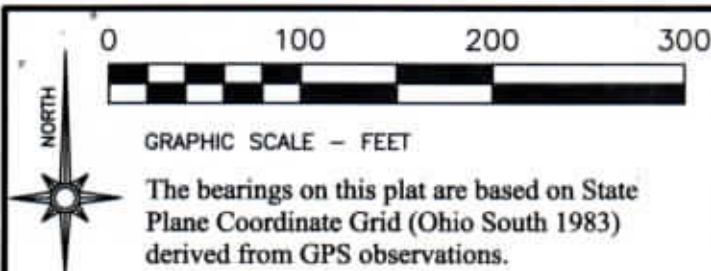 0 100 200 300
NORTH
GRAPHIC SCALE – FEET
The bearings on this plat are based on State
Plane Coordinate Grid (Ohio South 1983)
derived from GPS observations.